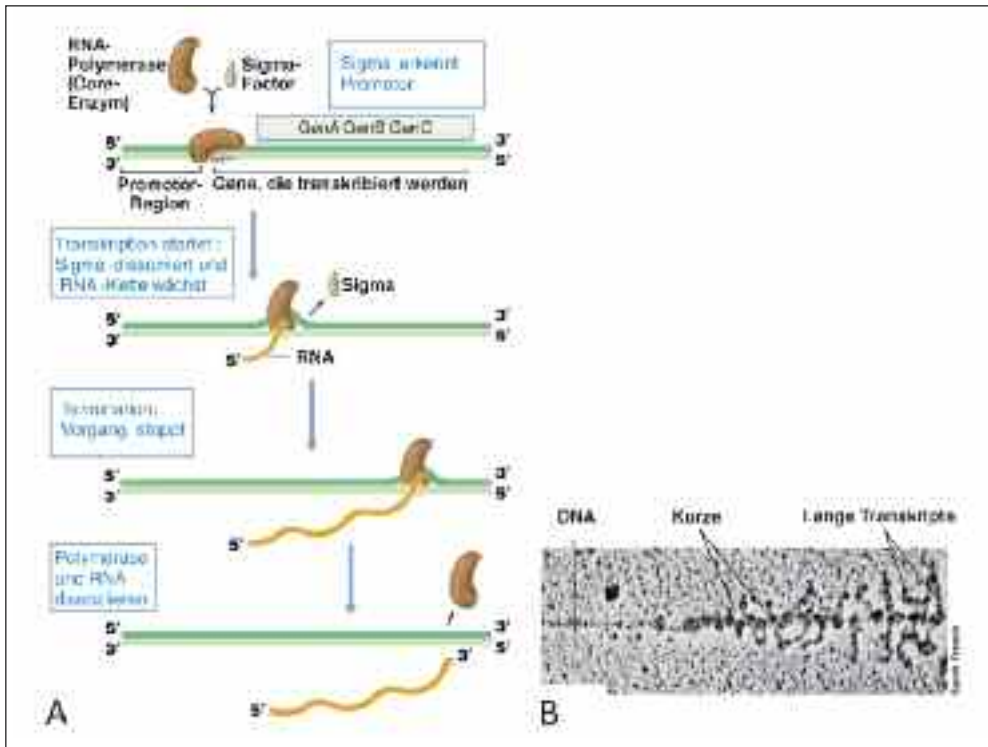 RNA-
Polymerase
(Core-
Enzym)
Sigma-
Factor
Sigma erkennt
Promotor
GenA GenB GenC
5' 3'
3' 5'
Promotor-
Region
Gene, die transkribiert werden
Transkription startet:
Sigma dissoziiert und
RNA-Kette wächst
Sigma
5' 3'
3' 5'
5' RNA
Termination:
Vorgang stoppt
5' 3'
3' 5'
5'
Polymerase
und RNA
dissoziieren
5' 3'
3' 5'
3'
5'
A
DNA Kurze Lange Transkripte
B